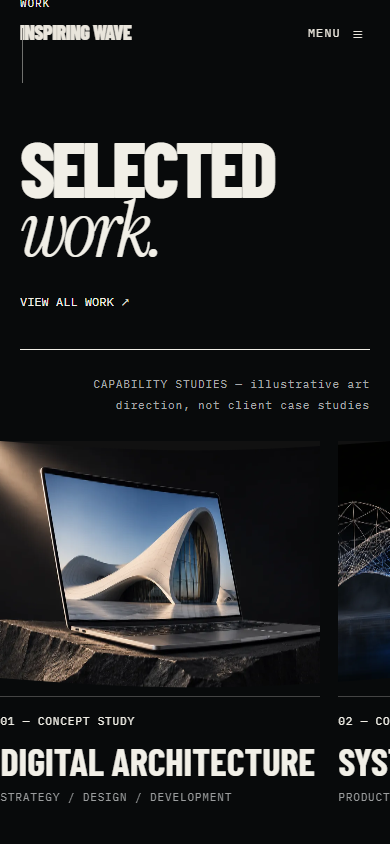 WORK
INSPIRING WAVE
MENU
SELECTED
work.
VIEW ALL WORK ↗
CAPABILITY STUDIES — illustrative art
direction, not client case studies
01 — CONCEPT STUDY
02 — CO
DIGITAL ARCHITECTURE
SYS
STRATEGY / DESIGN / DEVELOPMENT
PRODUCT